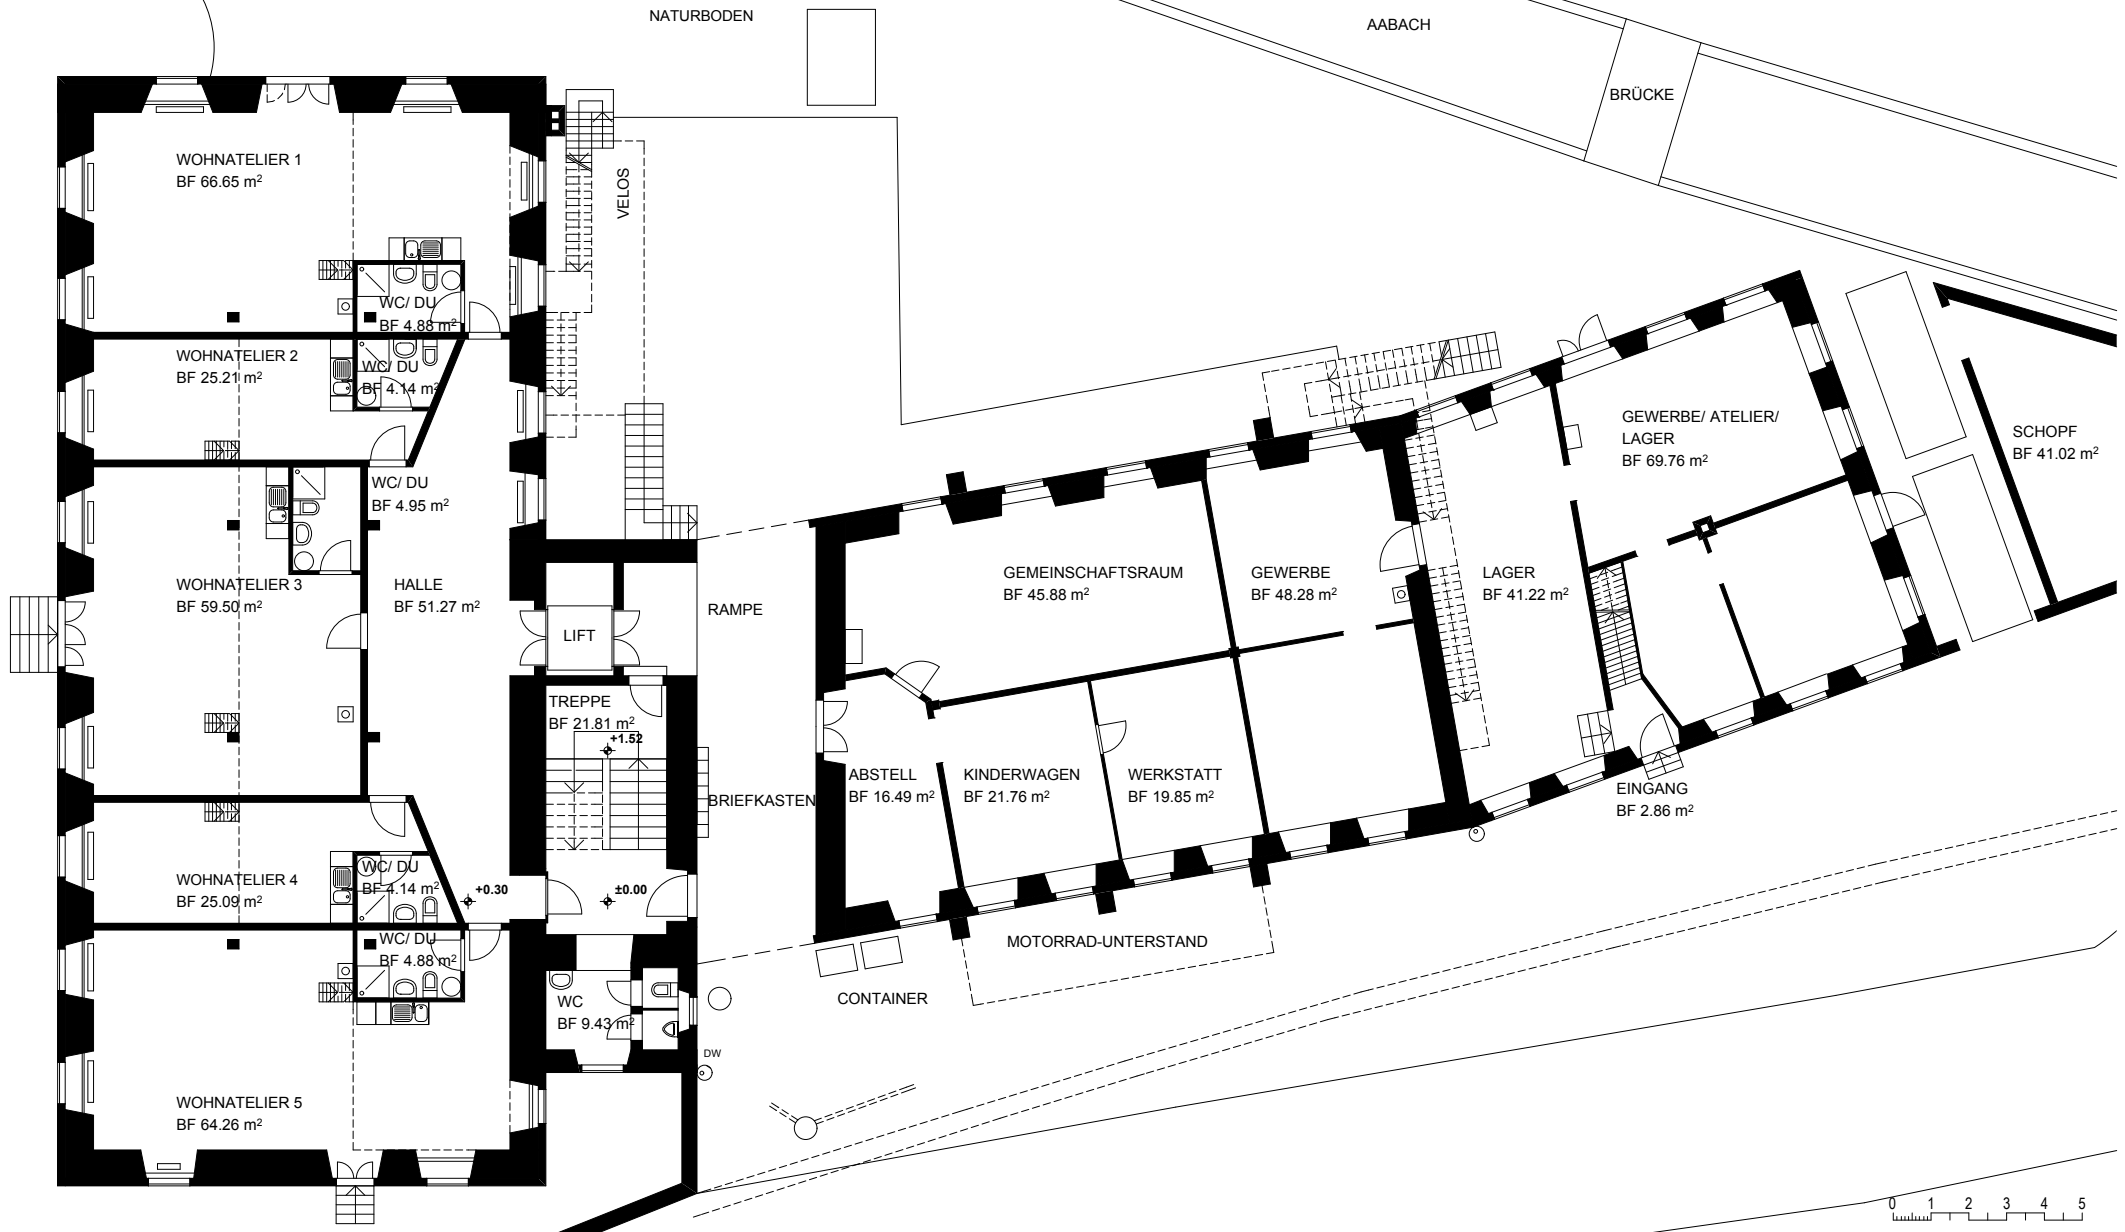 NATURBODEN
AABACH
BRÜCKE
WOHNATELIER 1
BF 66.65 m²
VELOS
WC/ DU
BF 4.88 m²
WOHNATELIER 2
BF 25.21 m²
WC/ DU
BF 4.14 m²
WC/ DU
BF 4.95 m²
WOHNATELIER 3
BF 59.50 m²
HALLE
BF 51.27 m²
LIFT
RAMPE
TREPPE
BF 21.81 m²
+1.52
BRIEFKASTEN
WOHNATELIER 4
BF 25.09 m²
WC/ DU
BF 4.14 m²
+0.30
±0.00
WC/ DU
BF 4.88 m²
WC
BF 9.43 m²
DW
WOHNATELIER 5
BF 64.26 m²
GEMEINSCHAFTSRAUM
BF 45.88 m²
GEWERBE
BF 48.28 m²
LAGER
BF 41.22 m²
GEWERBE/ ATELIER/
LAGER
BF 69.76 m²
SCHOPF
BF 41.02 m²
ABSTELL
BF 16.49 m²
KINDERWAGEN
BF 21.76 m²
WERKSTATT
BF 19.85 m²
EINGANG
BF 2.86 m²
MOTORRAD-UNTERSTAND
CONTAINER
0 1 2 3 4 5